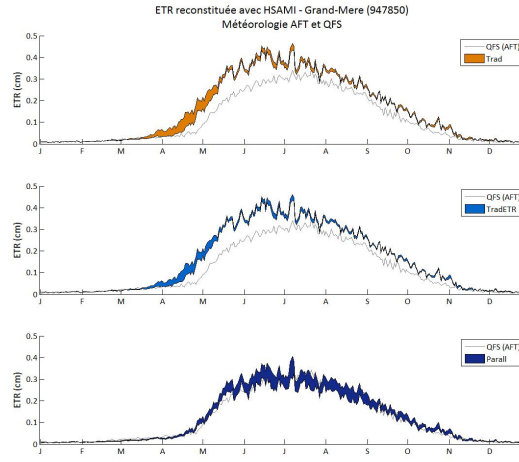 ETR reconstituée avec HSAMI - Grand-Mere (947850)
Météorologie AFT et QFS
ETR (cm)
0.5
0.4
0.3
0.2
0.1
0
J F M A M J J A S O N D
QFS (AFT)
Trad
ETR (cm)
0.5
0.4
0.3
0.2
0.1
0
J F M A M J J A S O N D
QFS (AFT)
TradETR
ETR (cm)
0.5
0.4
0.3
0.2
0.1
0
J F M A M J J A S O N D
QFS (AFT)
Parall